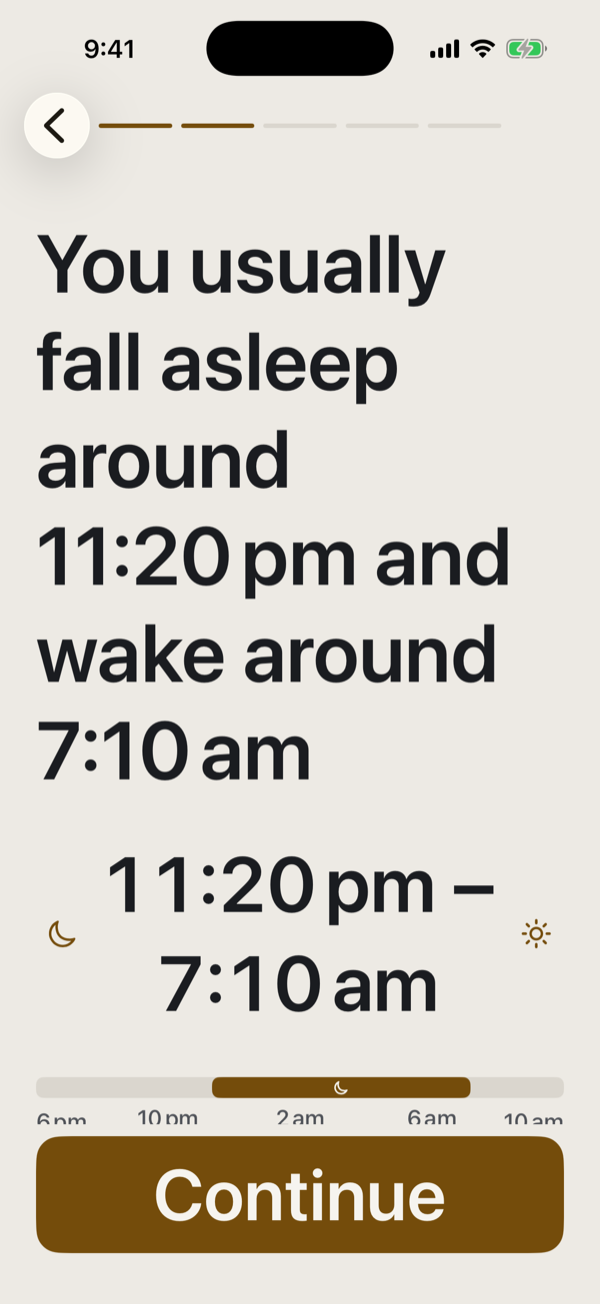 9:41
You usually
fall asleep
around
11:20 pm and
wake around
7:10 am
11:20 pm –
7:10 am
6 pm 10 pm 2 am 6 am 10 am
Continue